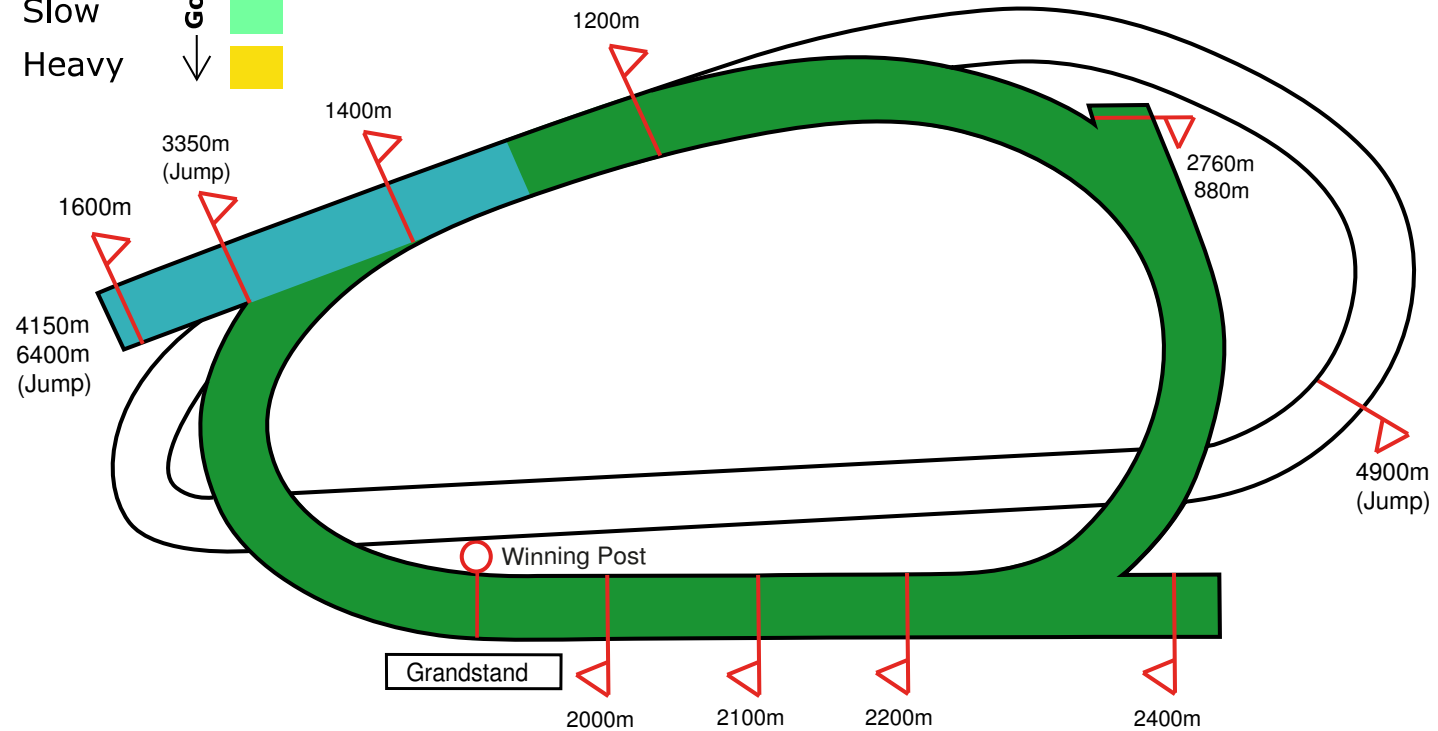 Slow
Heavy
1200m
1400m
3350m
(Jump)
1600m
2760m
880m
4150m
6400m
(Jump)
4900m
(Jump)
Winning Post
Grandstand
2000m
2100m
2200m
2400m